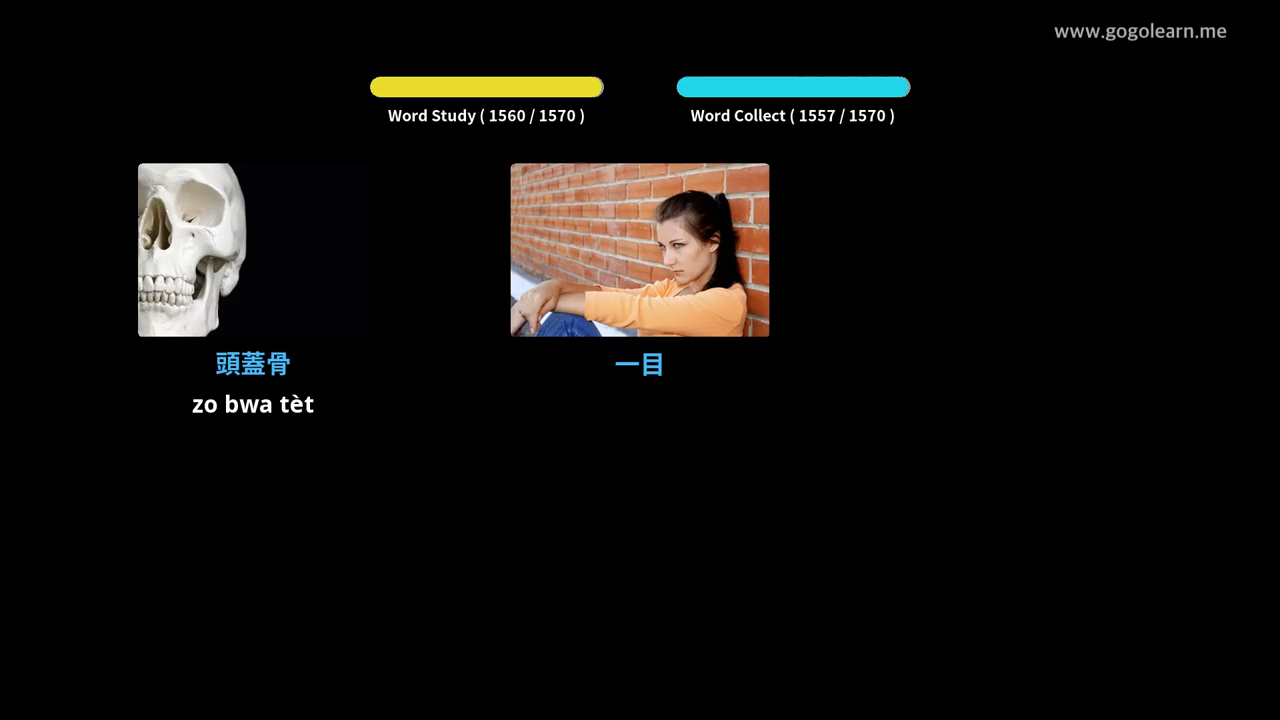 www.gogolearn.me
Word Study ( 1560 / 1570 )
Word Collect ( 1557 / 1570 )
頭蓋骨
一目
zo bwa tèt